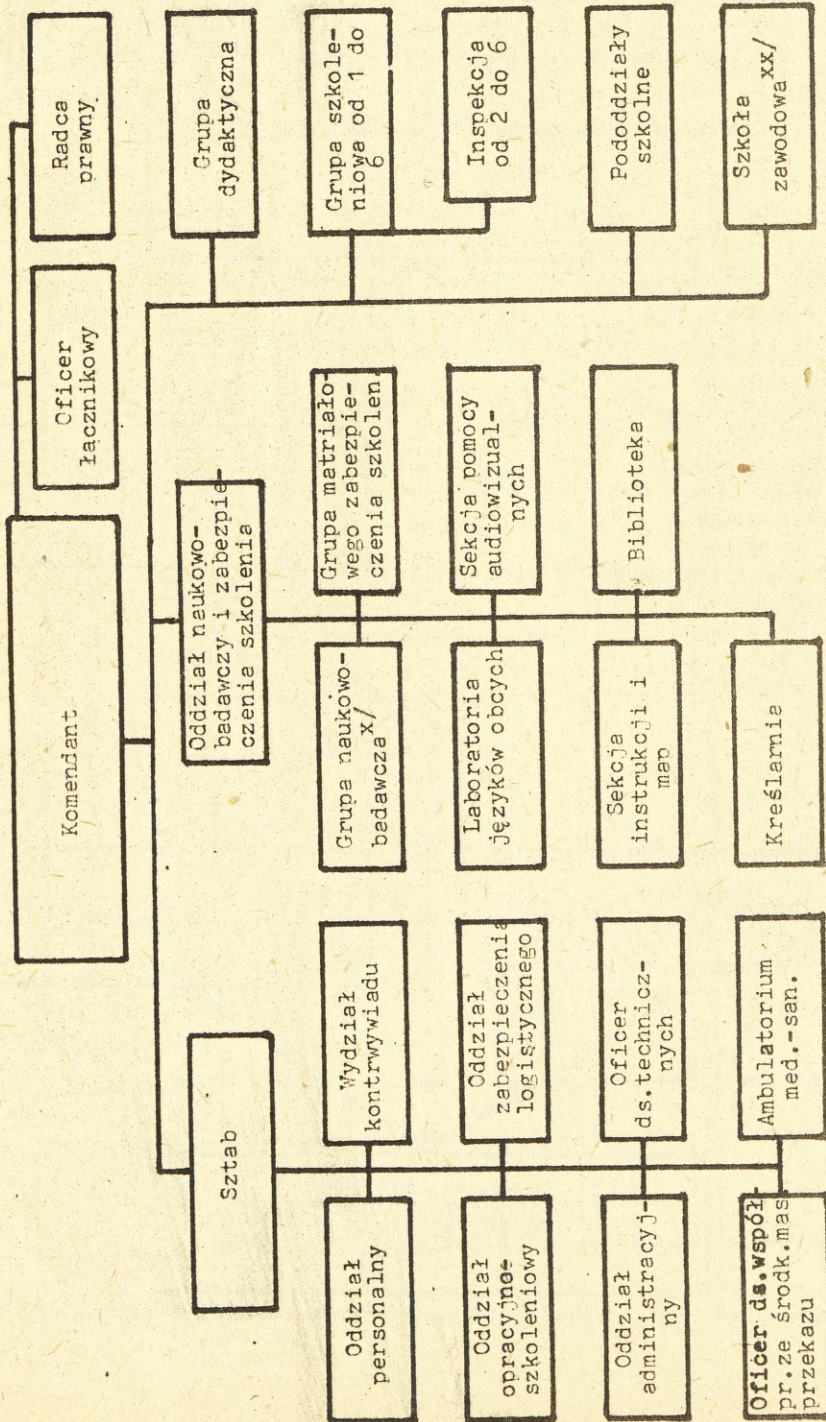 Komendant
Oficer
łącznikowy
Radca
prawny
Sztab
Oddział naukowo-
badawczy i zabezpie-
czenia szkolenia
Grupa
dydaktyczna
Oddział
personalny
Wydział
kontrwywiadu
Grupa naukowo-
badawcza x/
Grupa matriało-
wego zabezpie-
czenia szkolen.
Grupa szkole-
niowa od 1 do
6
Oddział
opracyjno-
szkoleniowy
Oddział
zabezpieczenia
logistycznego
Laboratoria
języków obcych
Sekcja pomocy
audiowizual-
nych
Inspekcja
od 2 do 6
Oddział
administracyj-
ny
Oficer
ds.technicz-
nych
Sekcja
instrukcji i
map
Biblioteka
Pododdziały
szkolne
Oficer ds.współ-
pr.ze środk.mas
przekazu
Ambulatorium
med.-san.
Kreślarnie
Szkoła
zawodowa xx/